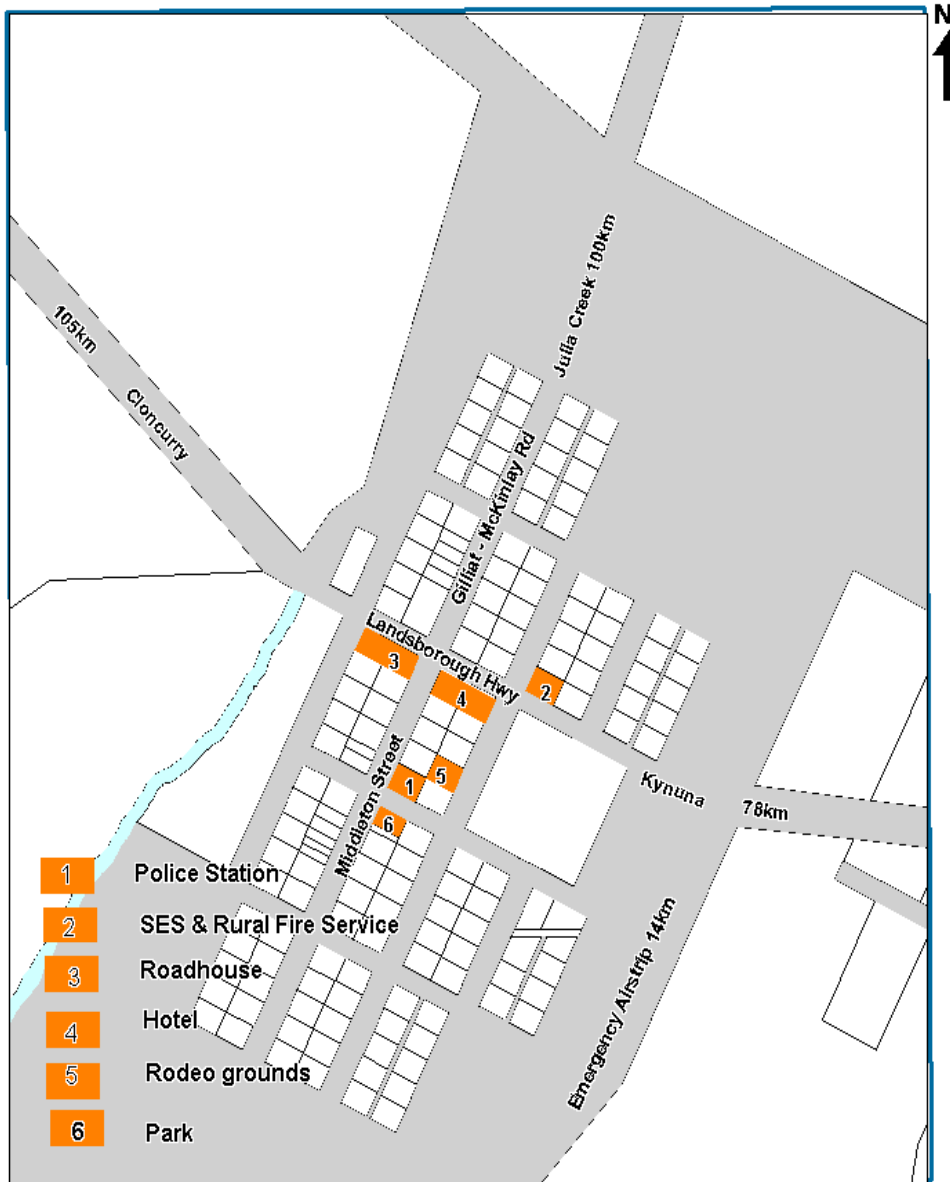 N
Julia Creek 100km
105km
Cloncurry
Gilliat - McKinlay Rd
Landsborough Hwy
3
4
2
5
1
6
Middleton Street
Kynuna
78km
Emergency Airstrip 14km
1 Police Station
2 SES & Rural Fire Service
3 Roadhouse
4 Hotel
5 Rodeo grounds
6 Park